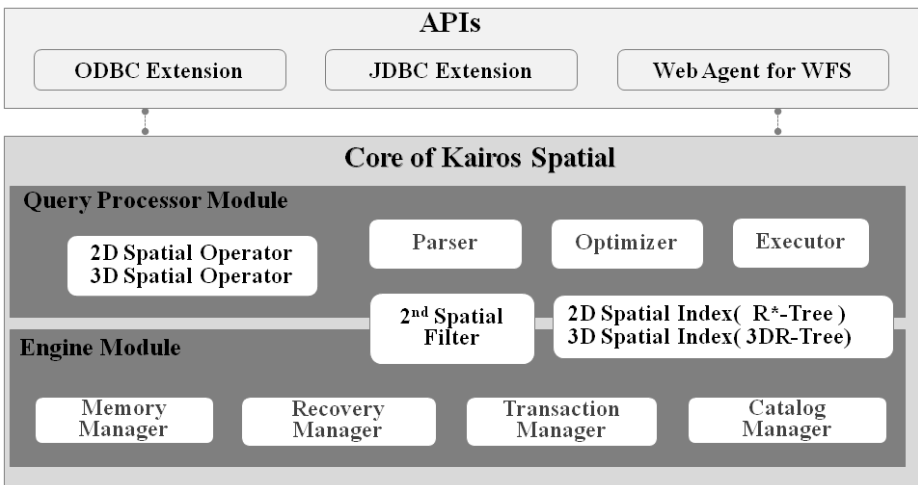 APIs
ODBC Extension
JDBC Extension
Web Agent for WFS
Core of Kairos Spatial
Query Processor Module
2D Spatial Operator
3D Spatial Operator
Parser
Optimizer
Executor
2nd Spatial
Filter
2D Spatial Index( R*-Tree )
3D Spatial Index( 3DR-Tree)
Engine Module
Memory
Manager
Recovery
Manager
Transaction
Manager
Catalog
Manager